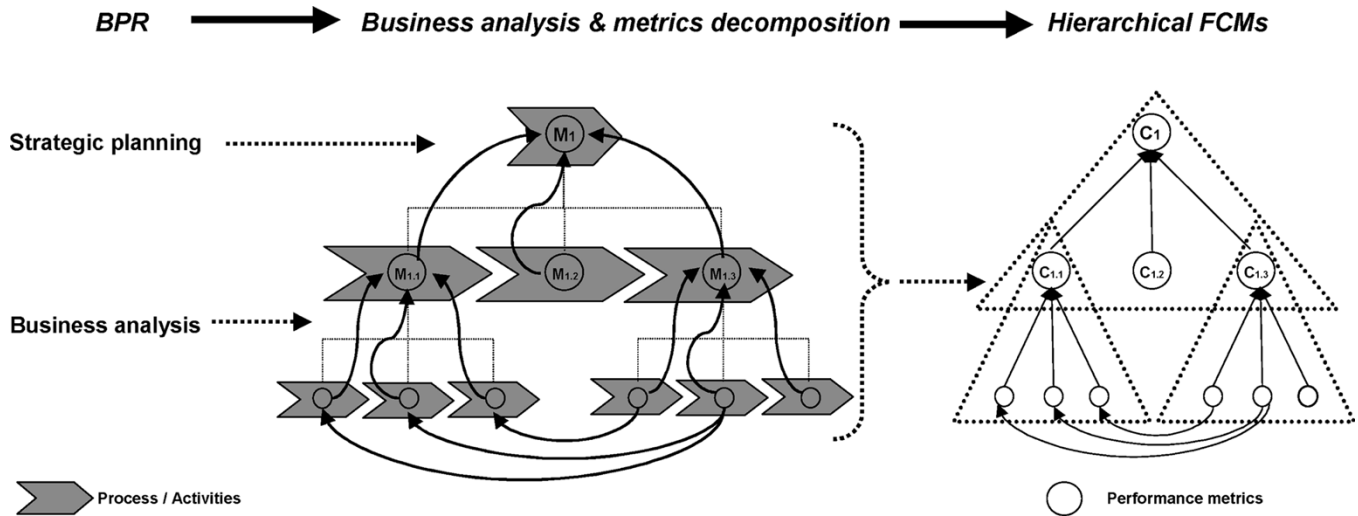 BPR
Business analysis & metrics decomposition
Hierarchical FCMs
Strategic planning
M1
C1
M1.1
M1.2
M1.3
C1.1
C1.2
C1.3
Business analysis
Process / Activities
Performance metrics